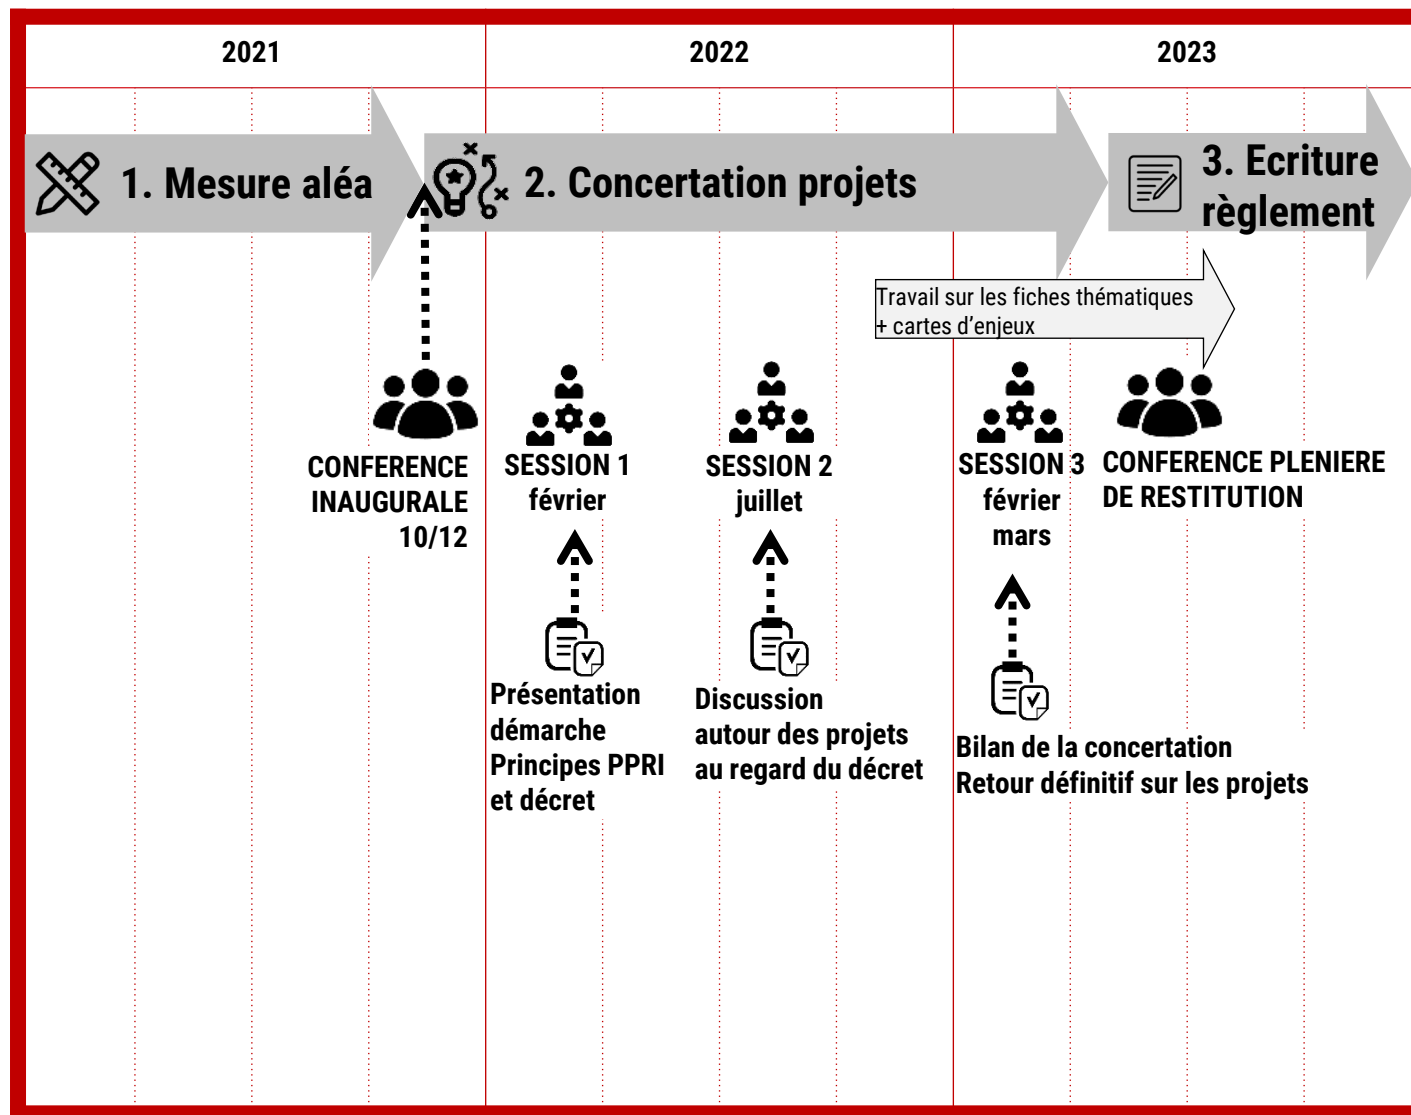 2021
2022
2023
1. Mesure aléa
2. Concertation projets
3. Ecriture
règlement
Travail sur les fiches thématiques
+ cartes d’enjeux
CONFERENCE
INAUGURALE
10/12
SESSION 1
février
SESSION 2
juillet
SESSION 3
février
mars
CONFERENCE PLENIERE
DE RESTITUTION
Présentation
démarche
Principes PPRI
et décret
Discussion
autour des projets
au regard du décret
Bilan de la concertation
Retour définitif sur les projets